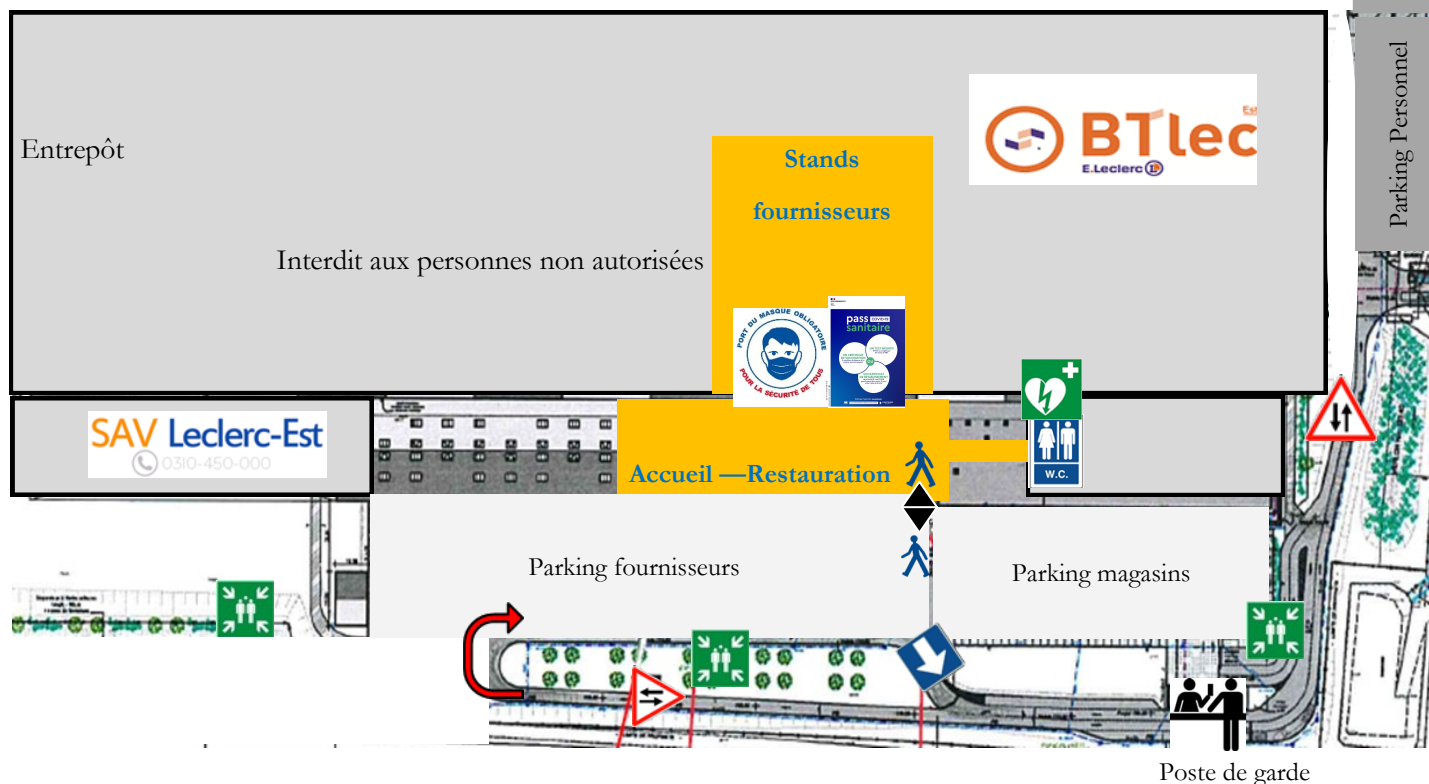 Parking Personnel
Est
BTlec
E.Leclerc
Entrepôt
Stands
fournisseurs
Interdit aux personnes non autorisées
PORT DU MASQUE OBLIGATOIRE
POUR LA SÉCURITÉ DE TOUS
pass COVID19
sanitaire
SAV Leclerc-Est
0310-450-000
Accueil —Restauration
W.C.
Parking fournisseurs
Parking magasins
Poste de garde